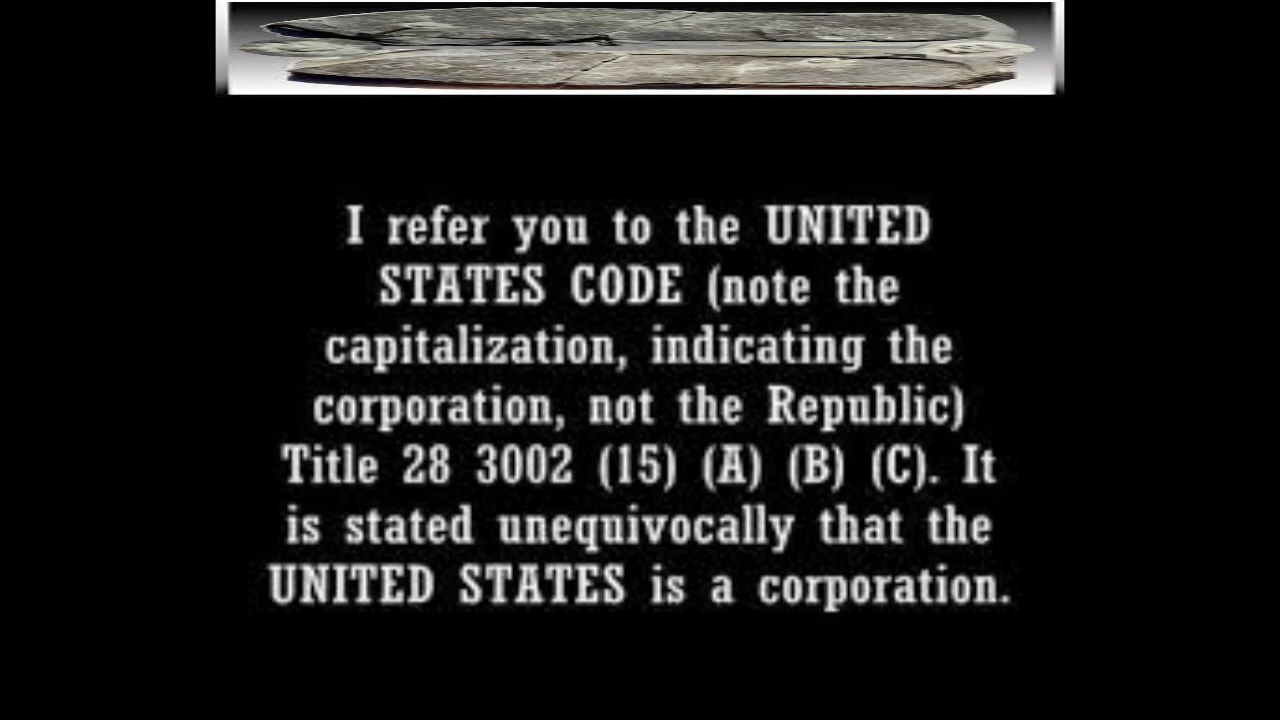 I refer you to the UNITED
STATES CODE (note the
capitalization, indicating the
corporation, not the Republic)
Title 28 3002 (15) (A) (B) (C). It
is stated unequivocally that the
UNITED STATES is a corporation.